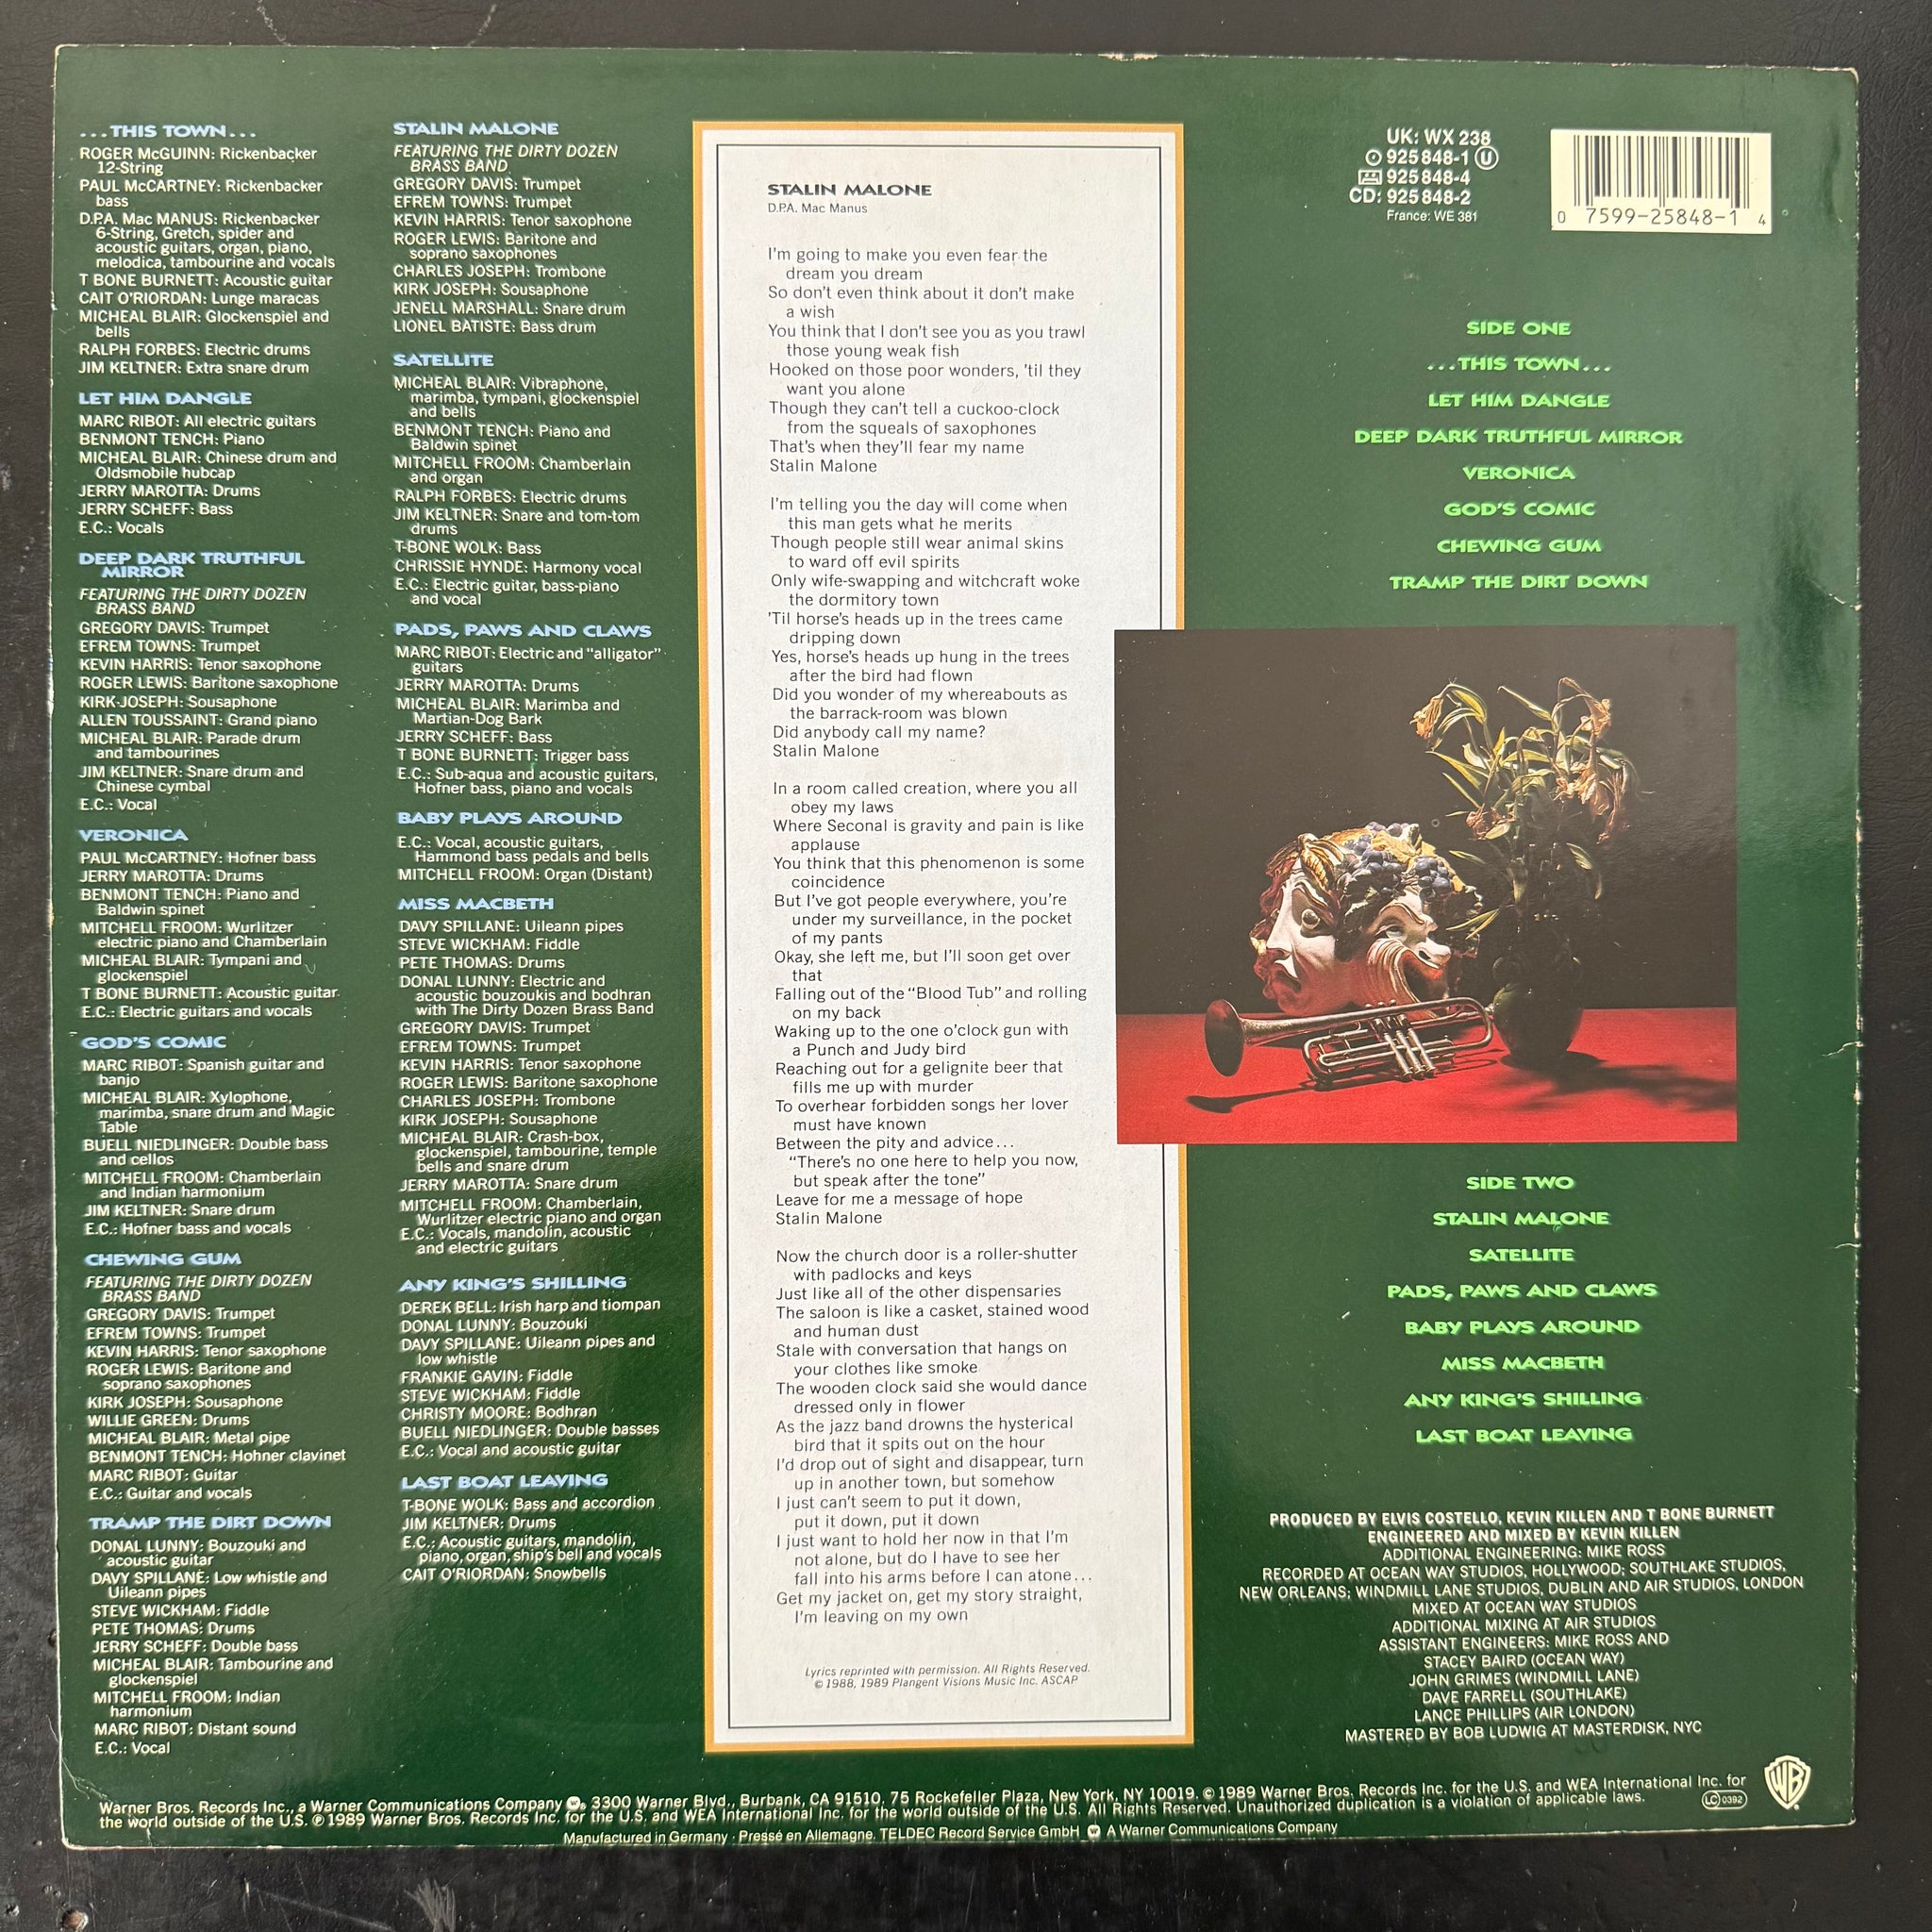 ...THIS TOWN...
ROGER McGUINN: Rickenbacker
12-String
PAUL McCARTNEY: Rickenbacker
bass
D.P.A. Mac MANUS: Rickenbacker
6-String, Gretch, spider and
acoustic guitars, organ, piano,
melodica, tambourine and vocals
T BONE BURNETT: Acoustic guitar
CAIT O'RIORDAN: Lunge maracas
MICHEAL BLAIR: Glockenspiel and
bells
RALPH FORBES: Electric drums
JIM KELTNER: Extra snare drum
LET HIM DANGLE
MARC RIBOT: All electric guitars
BENMONT TENCH: Piano
MICHEAL BLAIR: Chinese drum and
Oldsmobile hubcap
JERRY MAROTTA: Drums
JERRY SCHEFF: Bass
E.C.: Vocals
DEEP DARK TRUTHFUL
MIRROR
FEATURING THE DIRTY DOZEN
BRASS BAND
GREGORY DAVIS: Trumpet
EFREM TOWNS: Trumpet
KEVIN HARRIS: Tenor saxophone
ROGER LEWIS: Baritone saxophone
KIRK JOSEPH: Sousaphone
ALLEN TOUSSAINT: Grand piano
MICHEAL BLAIR: Parade drum
and tambourines
JIM KELTNER: Snare drum and
Chinese cymbal
E.C.: Vocal
VERONICA
PAUL McCARTNEY: Hofner bass
JERRY MAROTTA: Drums
BENMONT TENCH: Piano and
Baldwin spinet
MITCHELL FROOM: Wurlitzer
electric piano and Chamberlain
MICHEAL BLAIR: Tympani and
glockenspiel
T BONE BURNETT: Acoustic guitar
E.C.: Electric guitars and vocals
GOD'S COMIC
MARC RIBOT: Spanish guitar and
banjo
MICHEAL BLAIR: Xylophone,
marimba, snare drum and Magic
Table
BUELL NIEDLINGER: Double bass
and cellos
MITCHELL FROOM: Chamberlain
and Indian harmonium
JIM KELTNER: Snare drum
E.C.: Hofner bass and vocals
CHEWING GUM
FEATURING THE DIRTY DOZEN
BRASS BAND
GREGORY DAVIS: Trumpet
EFREM TOWNS: Trumpet
KEVIN HARRIS: Tenor saxophone
ROGER LEWIS: Baritone and
soprano saxophones
KIRK JOSEPH: Sousaphone
WILLIE GREEN: Drums
MICHEAL BLAIR: Metal pipe
BENMONT TENCH: Hohner clavinet
MARC RIBOT: Guitar
E.C.: Guitar and vocals
TRAMP THE DIRT DOWN
DONAL LUNNY: Bouzouki and
acoustic guitar
DAVY SPILLANE: Low whistle and
Uileann pipes
STEVE WICKHAM: Fiddle
PETE THOMAS: Drums
JERRY SCHEFF: Double bass
MICHEAL BLAIR: Tambourine and
glockenspiel
MITCHELL FROOM: Indian
harmonium
MARC RIBOT: Distant sound
E.C.: Vocal
STALIN MALONE
FEATURING THE DIRTY DOZEN
BRASS BAND
GREGORY DAVIS: Trumpet
EFREM TOWNS: Trumpet
KEVIN HARRIS: Tenor saxophone
ROGER LEWIS: Baritone and
soprano saxophones
CHARLES JOSEPH: Trombone
KIRK JOSEPH: Sousaphone
JENELL MARSHALL: Snare drum
LIONEL BATISTE: Bass drum
SATELLITE
MICHEAL BLAIR: Vibraphone,
marimba, tympani, glockenspiel
and bells
BENMONT TENCH: Piano and
Baldwin spinet
MITCHELL FROOM: Chamberlain
and organ
RALPH FORBES: Electric drums
JIM KELTNER: Snare and tom-tom
drums
T-BONE WOLK: Bass
CHRISSIE HYNDE: Harmony vocal
E.C.: Electric guitar, bass-piano
and vocal
PADS, PAWS AND CLAWS
MARC RIBOT: Electric and "alligator"
guitars
JERRY MAROTTA: Drums
MICHEAL BLAIR: Marimba and
Martian-Dog Bark
JERRY SCHEFF: Bass
T BONE BURNETT: Trigger bass
E.C.: Sub-aqua and acoustic guitars,
Hofner bass, piano and vocals
BABY PLAYS AROUND
E.C.: Vocal, acoustic guitars,
Hammond bass pedals and bells
MITCHELL FROOM: Organ (Distant)
MISS MACBETH
DAVY SPILLANE: Uileann pipes
STEVE WICKHAM: Fiddle
PETE THOMAS: Drums
DONAL LUNNY: Electric and
acoustic bouzoukis and bodhran
with The Dirty Dozen Brass Band
GREGORY DAVIS: Trumpet
EFREM TOWNS: Trumpet
KEVIN HARRIS: Tenor saxophone
ROGER LEWIS: Baritone saxophone
CHARLES JOSEPH: Trombone
KIRK JOSEPH: Sousaphone
MICHEAL BLAIR: Crash-box,
glockenspiel, tambourine, temple
bells and snare drum
JERRY MAROTTA: Snare drum
MITCHELL FROOM: Chamberlain,
Wurlitzer electric piano and organ
E.C.: Vocals, mandolin, acoustic
and electric guitars
ANY KING'S SHILLING
DEREK BELL: Irish harp and tiompan
DONAL LUNNY: Bouzouki
DAVY SPILLANE: Uileann pipes and
low whistle
FRANKIE GAVIN: Fiddle
STEVE WICKHAM: Fiddle
CHRISTY MOORE: Bodhran
BUELL NIEDLINGER: Double basses
E.C.: Vocal and acoustic guitar
LAST BOAT LEAVING
T-BONE WOLK: Bass and accordion
JIM KELTNER: Drums
E.C.: Acoustic guitars, mandolin,
piano, organ, ship's bell and vocals
CAIT O'RIORDAN: Snowbells
STALIN MALONE
D.P.A. Mac Manus
I'm going to make you even fear the
dream you dream
So don't even think about it don't make
a wish
You think that I don't see you as you trawl
those young weak fish
Hooked on those poor wonders, 'til they
want you alone
Though they can't tell a cuckoo-clock
from the squeals of saxophones
That's when they'll fear my name
Stalin Malone
I'm telling you the day will come when
this man gets what he merits
Though people still wear animal skins
to ward off evil spirits
Only wife-swapping and witchcraft woke
the dormitory town
'Til horse's heads up in the trees came
dripping down
Yes, horse's heads up hung in the trees
after the bird had flown
Did you wonder of my whereabouts as
the barrack-room was blown
Did anybody call my name?
Stalin Malone
In a room called creation, where you all
obey my laws
Where Seconal is gravity and pain is like
applause
You think that this phenomenon is some
coincidence
But I've got people everywhere, you're
under my surveillance, in the pocket
of my pants
Okay, she left me, but I'll soon get over
that
Falling out of the "Blood Tub" and rolling
on my back
Waking up to the one o'clock gun with
a Punch and Judy bird
Reaching out for a gelignite beer that
fills me up with murder
To overhear forbidden songs her lover
must have known
Between the pity and advice...
"There's no one here to help you now,
but speak after the tone"
Leave for me a message of hope
Stalin Malone
Now the church door is a roller-shutter
with padlocks and keys
Just like all of the other dispensaries
The saloon is like a casket, stained wood
and human dust
Stale with conversation that hangs on
your clothes like smoke
The wooden clock said she would dance
dressed only in flower
As the jazz band drowns the hysterical
bird that it spits out on the hour
I'd drop out of sight and disappear, turn
up in another town, but somehow
I just can't seem to put it down,
put it down, put it down
I just want to hold her now in that I'm
not alone, but do I have to see her
fall into his arms before I can atone...
Get my jacket on, get my story straight,
I'm leaving on my own
Lyrics reprinted with permission. All Rights Reserved.
© 1988, 1989 Plangent Visions Music Inc. ASCAP
UK: WX 238
925 848-1 U
925 848-4
CD: 925 848-2
France: WE 381
0 7599-25848-1 4
SIDE ONE
...THIS TOWN...
LET HIM DANGLE
DEEP DARK TRUTHFUL MIRROR
VERONICA
GOD'S COMIC
CHEWING GUM
TRAMP THE DIRT DOWN
SIDE TWO
STALIN MALONE
SATELLITE
PADS, PAWS AND CLAWS
BABY PLAYS AROUND
MISS MACBETH
ANY KING'S SHILLING
LAST BOAT LEAVING
PRODUCED BY ELVIS COSTELLO, KEVIN KILLEN AND T BONE BURNETT
ENGINEERED AND MIXED BY KEVIN KILLEN
ADDITIONAL ENGINEERING: MIKE ROSS
RECORDED AT OCEAN WAY STUDIOS, HOLLYWOOD; SOUTHLAKE STUDIOS,
NEW ORLEANS; WINDMILL LANE STUDIOS, DUBLIN AND AIR STUDIOS, LONDON
MIXED AT OCEAN WAY STUDIOS
ADDITIONAL MIXING AT AIR STUDIOS
ASSISTANT ENGINEERS: MIKE ROSS AND
STACEY BAIRD (OCEAN WAY)
JOHN GRIMES (WINDMILL LANE)
DAVE FARRELL (SOUTHLAKE)
LANCE PHILLIPS (AIR LONDON)
MASTERED BY BOB LUDWIG AT MASTERDISK, NYC
Warner Bros. Records Inc., a Warner Communications Company, 3300 Warner Blvd., Burbank, CA 91510, 75 Rockefeller Plaza, New York, NY 10019. © 1989 Warner Bros. Records Inc. for the U.S. and WEA International Inc. for
the world outside of the U.S. ℗ 1989 Warner Bros. Records Inc. for the U.S. and WEA International Inc. for the world outside of the U.S. All Rights Reserved. Unauthorized duplication is a violation of applicable laws.
LC 0392
WB
Manufactured in Germany · Pressé en Allemagne. TELDEC Record Service GmbH A Warner Communications Company